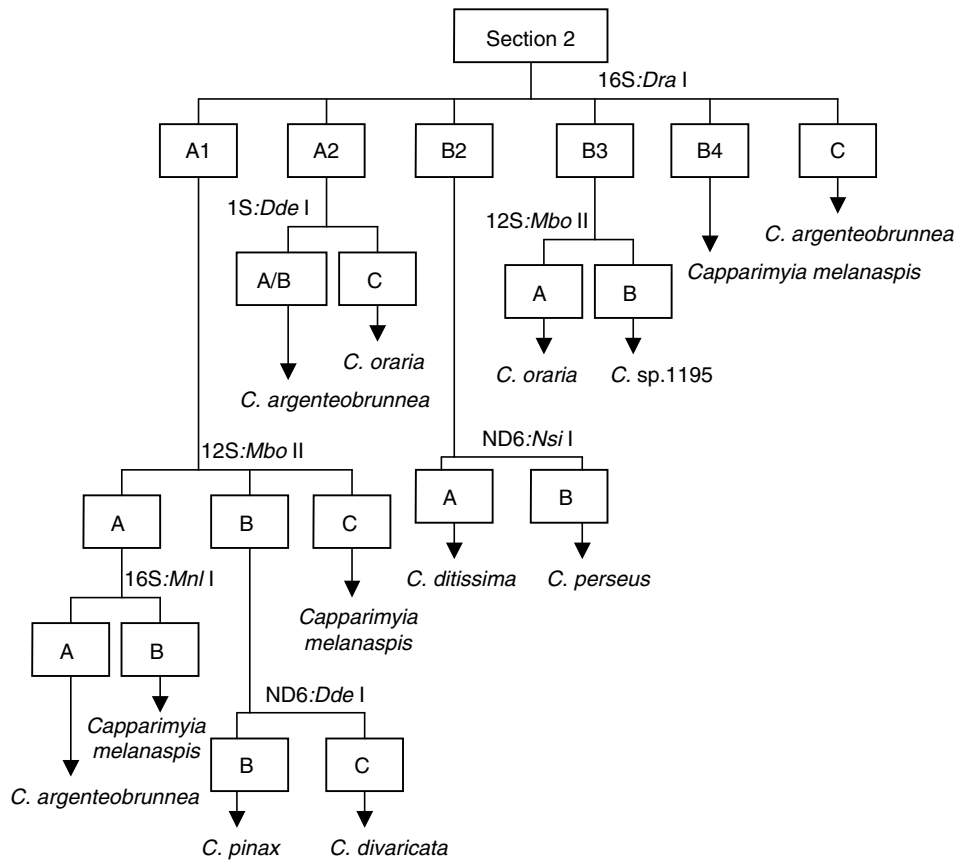 Section 2
16S:Dra I
A1
A2
B2
B3
B4
C
1S:Dde I
12S:Mbo II
C. argenteobrunnea
A/B
C
A
B
Capparimyia melanaspis
C. oraria
C. oraria
C. sp.1195
C. argenteobrunnea
12S:Mbo II
ND6:Nsi I
A
B
C
A
B
16S:Mnl I
C. ditissima
C. perseus
Capparimyia
melanaspis
A
B
ND6:Dde I
Capparimyia
melanaspis
B
C
C. argenteobrunnea
C. pinax
C. divaricata